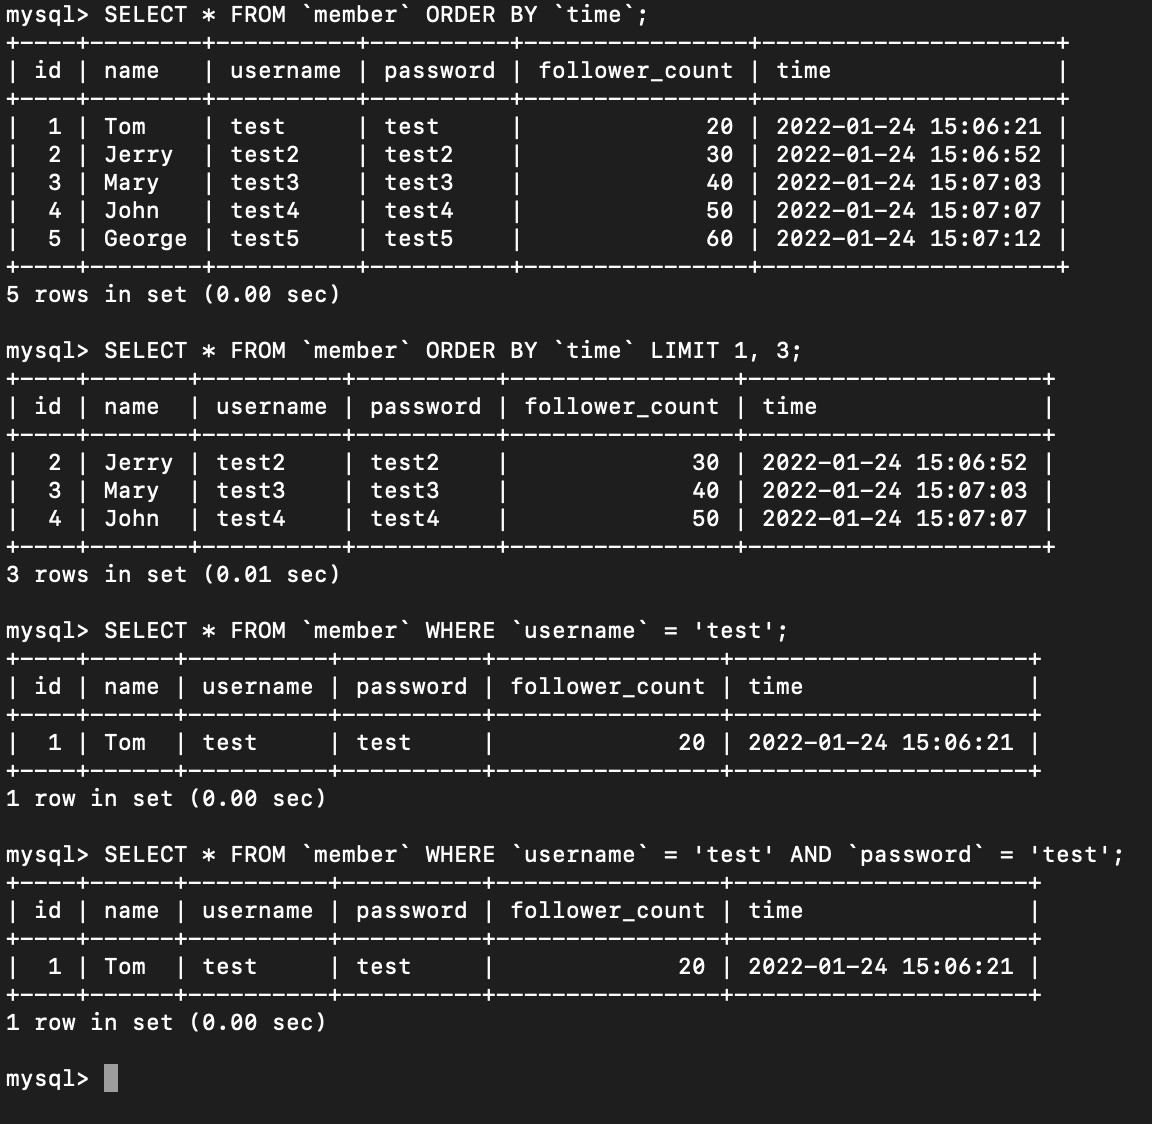 mysql> SELECT * FROM `member` ORDER BY `time`;
+----+--------+----------+----------+----------------+---------------------+
| id | name   | username | password | follower_count | time                |
+----+--------+----------+----------+----------------+---------------------+
|  1 | Tom    | test     | test     |             20 | 2022-01-24 15:06:21 |
|  2 | Jerry  | test2    | test2    |             30 | 2022-01-24 15:06:52 |
|  3 | Mary   | test3    | test3    |             40 | 2022-01-24 15:07:03 |
|  4 | John   | test4    | test4    |             50 | 2022-01-24 15:07:07 |
|  5 | George | test5    | test5    |             60 | 2022-01-24 15:07:12 |
+----+--------+----------+----------+----------------+---------------------+
5 rows in set (0.00 sec)

mysql> SELECT * FROM `member` ORDER BY `time` LIMIT 1, 3;
+----+-------+----------+----------+----------------+---------------------+
| id | name  | username | password | follower_count | time                |
+----+-------+----------+----------+----------------+---------------------+
|  2 | Jerry | test2    | test2    |             30 | 2022-01-24 15:06:52 |
|  3 | Mary  | test3    | test3    |             40 | 2022-01-24 15:07:03 |
|  4 | John  | test4    | test4    |             50 | 2022-01-24 15:07:07 |
+----+-------+----------+----------+----------------+---------------------+
3 rows in set (0.01 sec)

mysql> SELECT * FROM `member` WHERE `username` = 'test';
+----+------+----------+----------+----------------+---------------------+
| id | name | username | password | follower_count | time                |
+----+------+----------+----------+----------------+---------------------+
|  1 | Tom  | test     | test     |             20 | 2022-01-24 15:06:21 |
+----+------+----------+----------+----------------+---------------------+
1 row in set (0.00 sec)

mysql> SELECT * FROM `member` WHERE `username` = 'test' AND `password` = 'test';
+----+------+----------+----------+----------------+---------------------+
| id | name | username | password | follower_count | time                |
+----+------+----------+----------+----------------+---------------------+
|  1 | Tom  | test     | test     |             20 | 2022-01-24 15:06:21 |
+----+------+----------+----------+----------------+---------------------+
1 row in set (0.00 sec)

mysql>